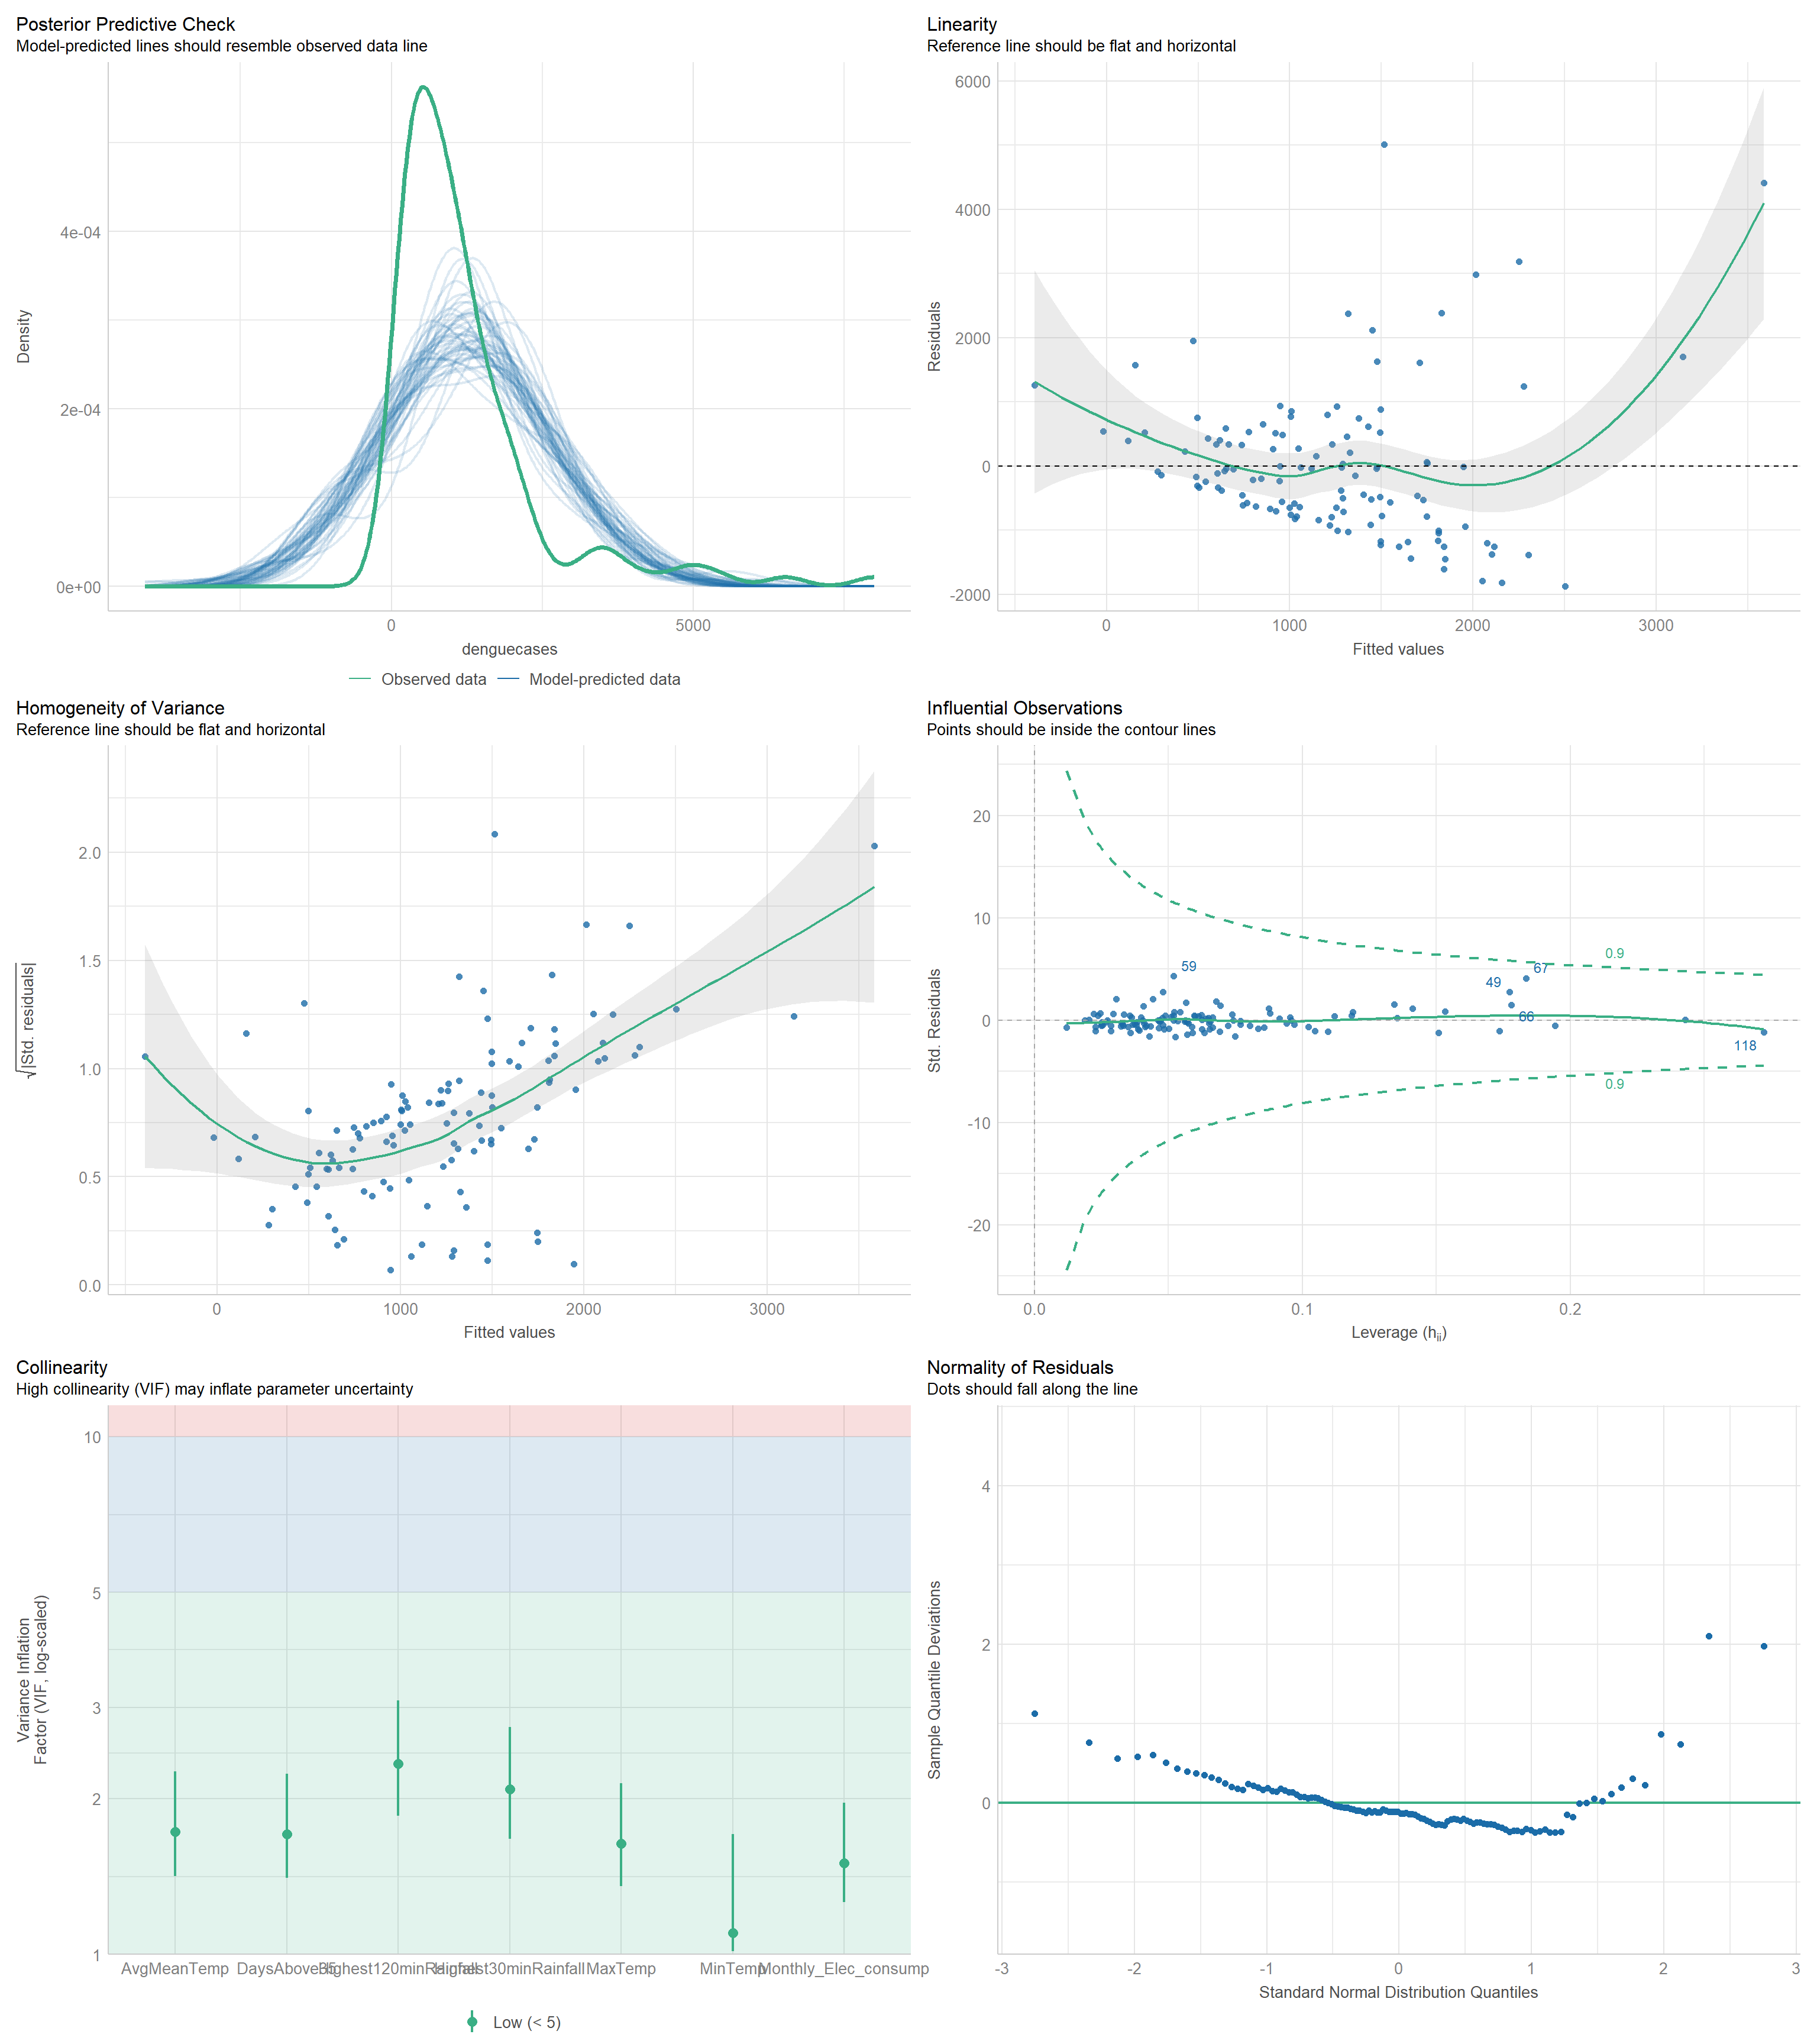 Posterior Predictive Check
Model-predicted lines should resemble observed data line
4e-04
2e-04
0e+00
Density
0
5000
denguecases
Observed data
Model-predicted data
Linearity
Reference line should be flat and horizontal
6000
4000
2000
0
-2000
Residuals
0
1000
2000
3000
Fitted values
Homogeneity of Variance
Reference line should be flat and horizontal
2.0
1.5
1.0
0.5
0.0
√|Std. residuals|
0
1000
2000
3000
Fitted values
Influential Observations
Points should be inside the contour lines
20
10
0
-10
-20
Std. Residuals
0.9
59
67
49
66
118
0.9
0.0
0.1
0.2
Leverage (hii)
Collinearity
High collinearity (VIF) may inflate parameter uncertainty
10
5
3
2
1
Variance Inflation
Factor (VIF, log-scaled)
AvgMeanTemp
DaysAbove35
Highest120minRainfall
Highest30minRainfall
MaxTemp
MinTemp
Monthly_Elec_consump
Low (< 5)
Normality of Residuals
Dots should fall along the line
4
2
0
Sample Quantile Deviations
-3
-2
-1
0
1
2
3
Standard Normal Distribution Quantiles